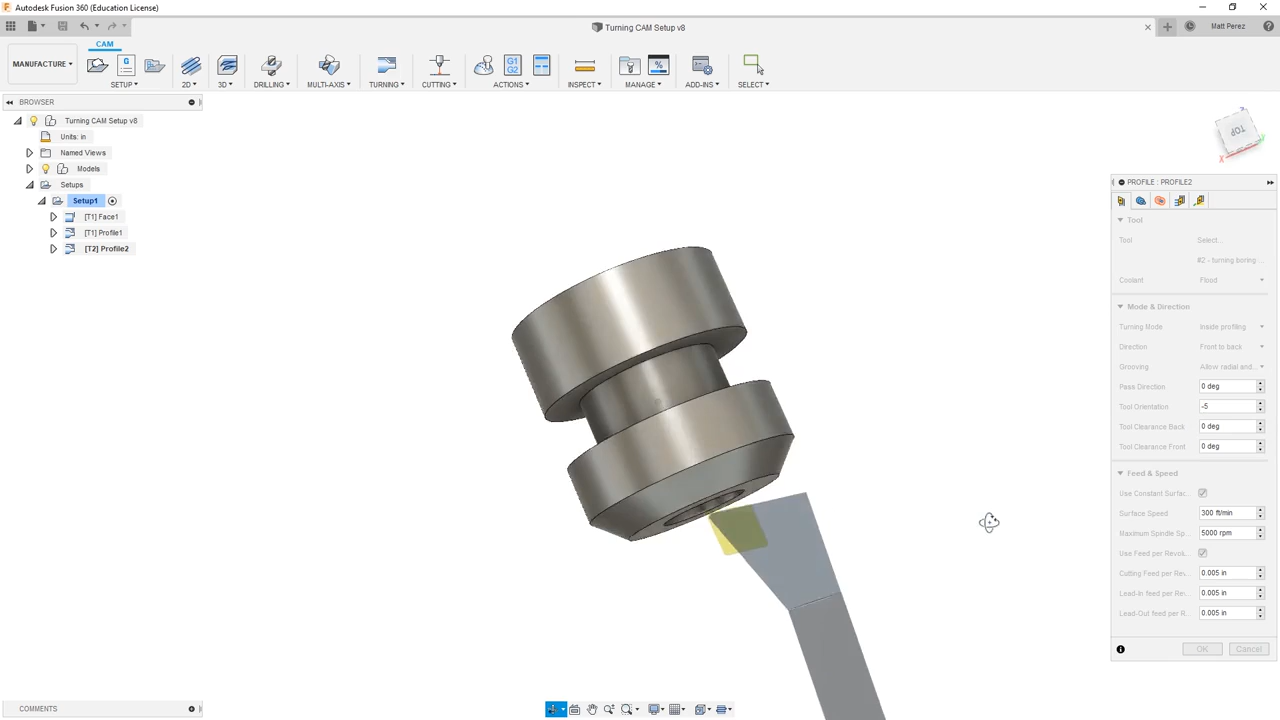 Autodesk Fusion 360 (Education License)
Turning CAM Setup v8
Matt Perez
CAM
MANUFACTURE
SETUP
2D
3D
DRILLING
MULTI-AXIS
TURNING
CUTTING
ACTIONS
INSPECT
MANAGE
ADD-INS
SELECT
G
G1
G2
BROWSER
Turning CAM Setup v8
Units: in
Named Views
Models
Setups
Setup1
[T1] Face1
[T1] Profile1
[T2] Profile2
TOP
Z
X
Y
PROFILE : PROFILE2
Tool
Tool Select...
#2 - turning boring ...
Coolant Flood
Mode & Direction
Turning Mode Inside profiling
Direction Front to back
Grooving Allow radial and...
Pass Direction 0 deg
Tool Orientation -5
Tool Clearance Back 0 deg
Tool Clearance Front 0 deg
Feed & Speed
Use Constant Surfac...
Surface Speed 300 ft/min
Maximum Spindle Sp... 5000 rpm
Use Feed per Revolu...
Cutting Feed per Rev... 0.005 in
Lead-In feed per Rev... 0.005 in
Lead-Out feed per R... 0.005 in
OK Cancel
COMMENTS